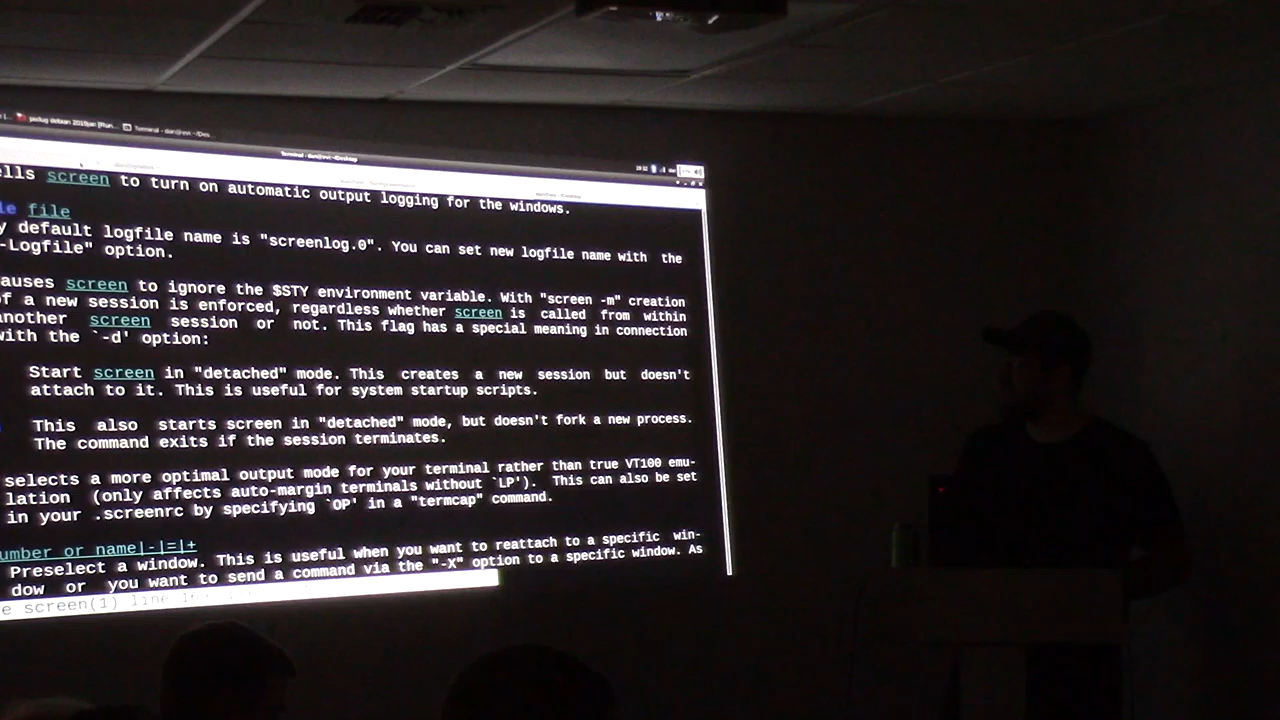 Terminal - dan@
Terminal - dan@
ells screen to turn on automatic output logging for the windows.
le file
y default logfile name is "screenlog.0". You can set new logfile name with the
-Logfile" option.
auses screen to ignore the $STY environment variable. With "screen -m" creation
of a new session is enforced, regardless whether screen is called from within
another screen session or not. This flag has a special meaning in connection
with the `-d' option:
Start screen in "detached" mode. This creates a new session but doesn't
attach to it. This is useful for system startup scripts.
This also starts screen in "detached" mode, but doesn't fork a new process.
The command exits if the session terminates.
selects a more optimal output mode for your terminal rather than true VT100 emu-
lation (only affects auto-margin terminals without `LP'). This can also be set
in your .screenrc by specifying `OP' in a "termcap" command.
umber or name|-|=|+
Preselect a window. This is useful when you want to reattach to a specific win-
dow or you want to send a command via the "-X" option to a specific window. As
e screen(1) line